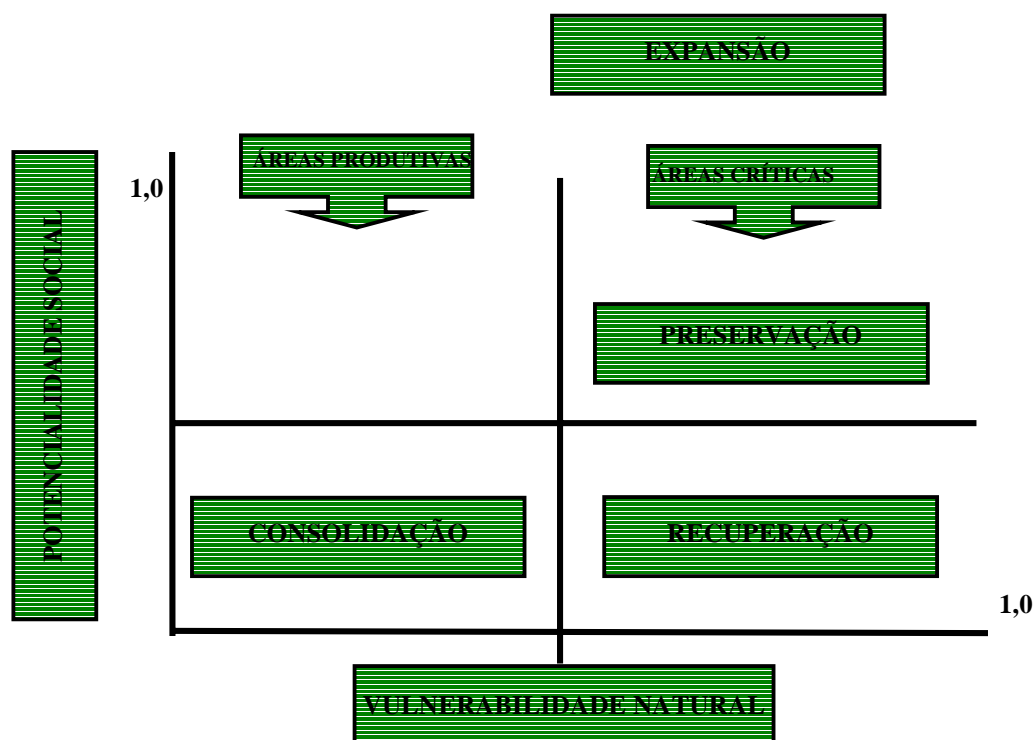 EXPANSÃO
ÁREAS PRODUTIVAS
ÁREAS CRÍTICAS
1,0
POTENCIALIDADE SOCIAL
PRESERVAÇÃO
CONSOLIDAÇÃO
RECUPERAÇÃO
1,0
VULNERABILIDADE NATURAL